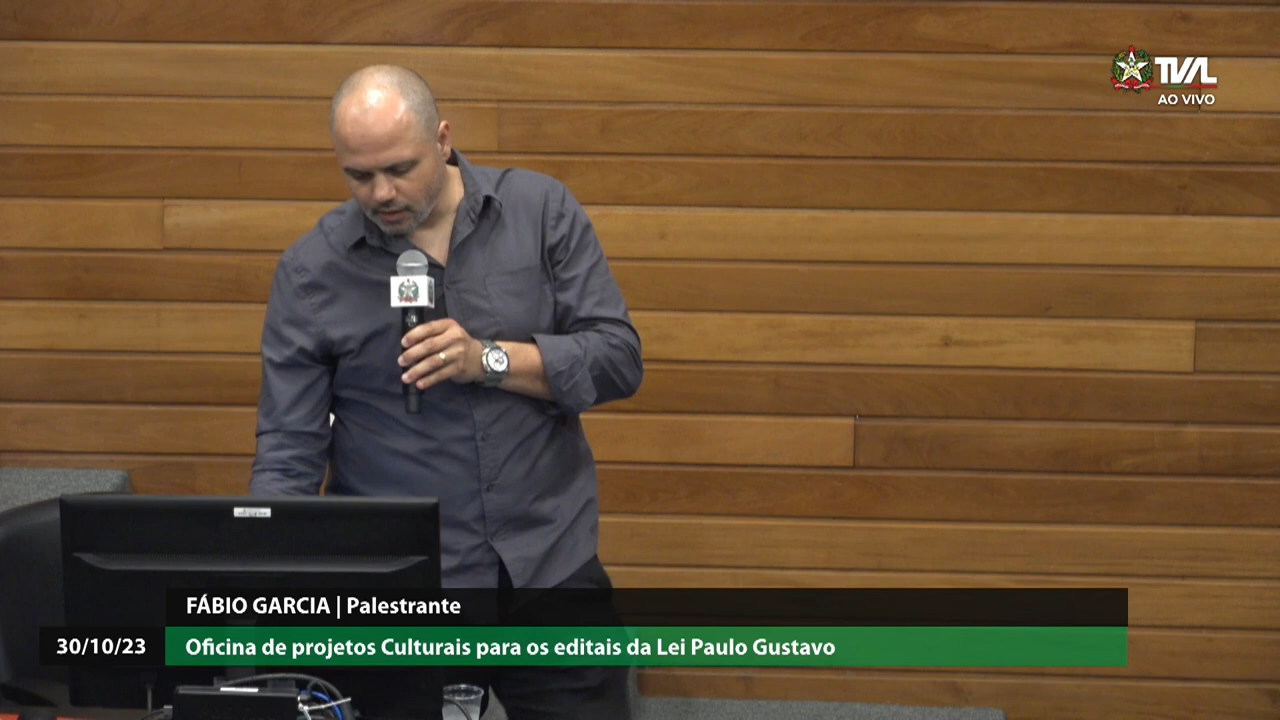 TVAL
AO VIVO
FÁBIO GARCIA | Palestrante
30/10/23
Oficina de projetos Culturais para os editais da Lei Paulo Gustavo